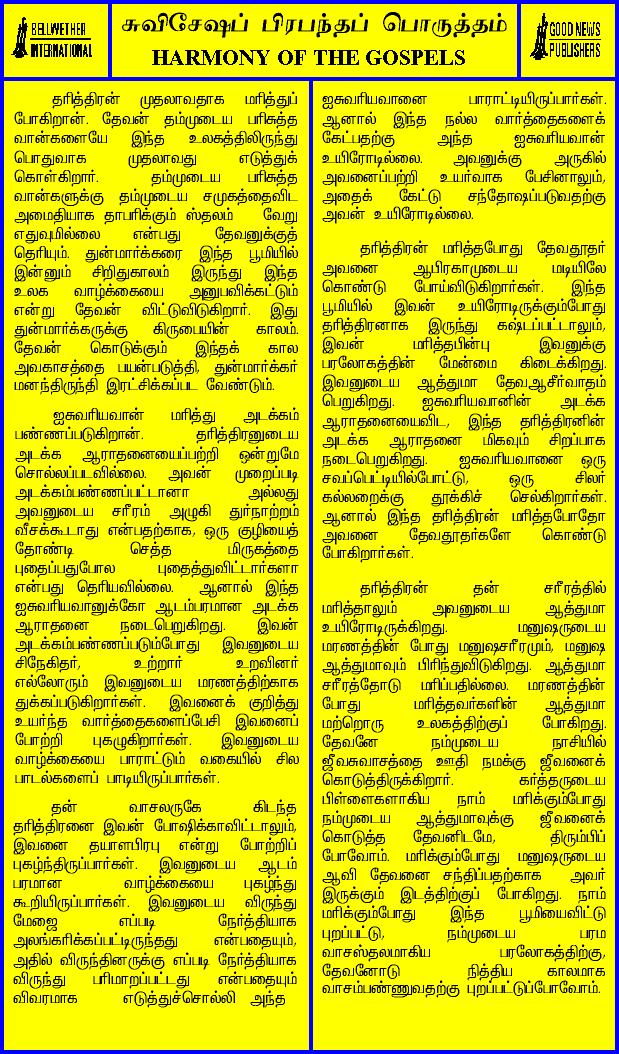 BELLWETHER
INTERNATIONAL
சுவிசேஷப் பிரபந்தப் பொருத்தம்
HARMONY OF THE GOSPELS
GOOD NEWS
PUBLISHERS
தரித்திரன் முதலாவதாக மரித்துப்
போகிறான். தேவன் தம்முடைய பரிசுத்த
வான்களையே இந்த உலகத்திலிருந்து
பொதுவாக முதலாவது எடுத்துக்
கொள்கிறார். தம்முடைய பரிசுத்த
வான்களுக்கு தம்முடைய சமுகத்தைவிட
அமைதியாக தாபரிக்கும் ஸ்தலம் வேறு
எதுவுமில்லை என்பது தேவனுக்குத்
தெரியும். துன்மார்க்கரை இந்த பூமியில்
இன்னும் சிறிதுகாலம் இருந்து இந்த
உலக வாழ்க்கையை அனுபவிக்கட்டும்
என்று தேவன் விட்டுவிடுகிறார். இது
துன்மார்க்கருக்கு கிருபையின் காலம்.
தேவன் கொடுக்கும் இந்தக் கால
அவகாசத்தை பயன்படுத்தி, துன்மார்க்கர்
மனந்திருந்தி இரட்சிக்கப்பட வேண்டும்.
ஐசுவரியவான் மரித்து அடக்கம்
பண்ணப்படுகிறான். தரித்திரனுடைய
அடக்க ஆராதனையைப்பற்றி ஒன்றுமே
சொல்லப்படவில்லை. அவன் முறைப்படி
அடக்கம்பண்ணப்பட்டானா அல்லது
அவனுடைய சரீரம் அழுகி துர்நாற்றம்
வீசக்கூடாது என்பதற்காக, ஒரு குழியைத்
தோண்டி செத்த மிருகத்தை
புதைப்பதுபோல புதைத்துவிட்டார்களா
என்பது தெரியவில்லை. ஆனால் இந்த
ஐசுவரியவானுக்கோ ஆடம்பரமான அடக்க
ஆராதனை நடைபெறுகிறது. இவன்
அடக்கம்பண்ணப்படும்போது இவனுடைய
சிநேகிதர், உற்றார் உறவினர்
எல்லோரும் இவனுடைய மரணத்திற்காக
துக்கப்படுகிறார்கள். இவனைக் குறித்து
உயர்ந்த வார்த்தைகளைப்பேசி இவனைப்
போற்றி புகழுகிறார்கள். இவனுடைய
வாழ்க்கையை பாராட்டும் வகையில் சில
பாடல்களைப் பாடியிருப்பார்கள்.
தன் வாசலருகே கிடந்த
தரித்திரனை இவன் போஷிக்காவிட்டாலும்,
இவனை தயாளபிரபு என்று போற்றிப்
புகழ்ந்திருப்பார்கள். இவனுடைய ஆடம்
பரமான வாழ்க்கையை புகழ்ந்து
கூறியிருப்பார்கள். இவனுடைய விருந்து
மேஜை எப்படி நேர்த்தியாக
அலங்கரிக்கப்பட்டிருந்தது என்பதையும்,
அதில் விருந்தினருக்கு எப்படி நேர்த்தியாக
விருந்து பரிமாறப்பட்டது என்பதையும்
விவரமாக எடுத்துச்சொல்லி அந்த
ஐசுவரியவானை பாராட்டியிருப்பார்கள்.
ஆனால் இந்த நல்ல வார்த்தைகளைக்
கேட்பதற்கு அந்த ஐசுவரியவான்
உயிரோடில்லை. அவனுக்கு அருகில்
அவனைப்பற்றி உயர்வாக பேசினாலும்,
அதைக் கேட்டு சந்தோஷப்படுவதற்கு
அவன் உயிரோடில்லை.
தரித்திரன் மரித்தபோது தேவதூதர்
அவனை ஆபிரகாமுடைய மடியிலே
கொண்டு போய்விடுகிறார்கள். இந்த
பூமியில் இவன் உயிரோடிருக்கும்போது
தரித்திரனாக இருந்து கஷ்டப்பட்டாலும்,
இவன் மரித்தபின்பு இவனுக்கு
பரலோகத்தின் மேன்மை கிடைக்கிறது.
இவனுடைய ஆத்துமா தேவஆசீர்வாதம்
பெறுகிறது. ஐசுவரியவானின் அடக்க
ஆராதனையைவிட, இந்த தரித்திரனின்
அடக்க ஆராதனை மிகவும் சிறப்பாக
நடைபெறுகிறது. ஐசுவரியவானை ஒரு
சவப்பெட்டியில்போட்டு, ஒரு சிலர்
கல்லறைக்கு தூக்கிச் செல்கிறார்கள்.
ஆனால் இந்த தரித்திரன் மரித்தபோதோ
அவனை தேவதூதர்களே கொண்டு
போகிறார்கள்.
தரித்திரன் தன் சரீரத்தில்
மரித்தாலும் அவனுடைய ஆத்துமா
உயிரோடிருக்கிறது. மனுஷருடைய
மரணத்தின் போது மனுஷசரீரமும், மனுஷ
ஆத்துமாவும் பிரிந்துவிடுகிறது. ஆத்துமா
சரீரத்தோடு மரிப்பதில்லை. மரணத்தின்
போது மரித்தவர்களின் ஆத்துமா
மற்றொரு உலகத்திற்குப் போகிறது.
தேவனே நம்முடைய நாசியில்
ஜீவசுவாசத்தை ஊதி நமக்கு ஜீவனைக்
கொடுத்திருக்கிறார். கர்த்தருடைய
பிள்ளைகளாகிய நாம் மரிக்கும்போது
நம்முடைய ஆத்துமாவுக்கு ஜீவனைக்
கொடுத்த தேவனிடமே, திரும்பிப்
போவோம். மரிக்கும்போது மனுஷருடைய
ஆவி தேவனை சந்திப்பதற்காக அவர்
இருக்கும் இடத்திற்குப் போகிறது. நாம்
மரிக்கும்போது இந்த பூமியைவிட்டு
புறப்பட்டு, நம்முடைய பரம
வாசஸ்தலமாகிய பரலோகத்திற்கு,
தேவனோடு நித்திய காலமாக
வாசம்பண்ணுவதற்கு புறப்பட்டுப்போவோம்.